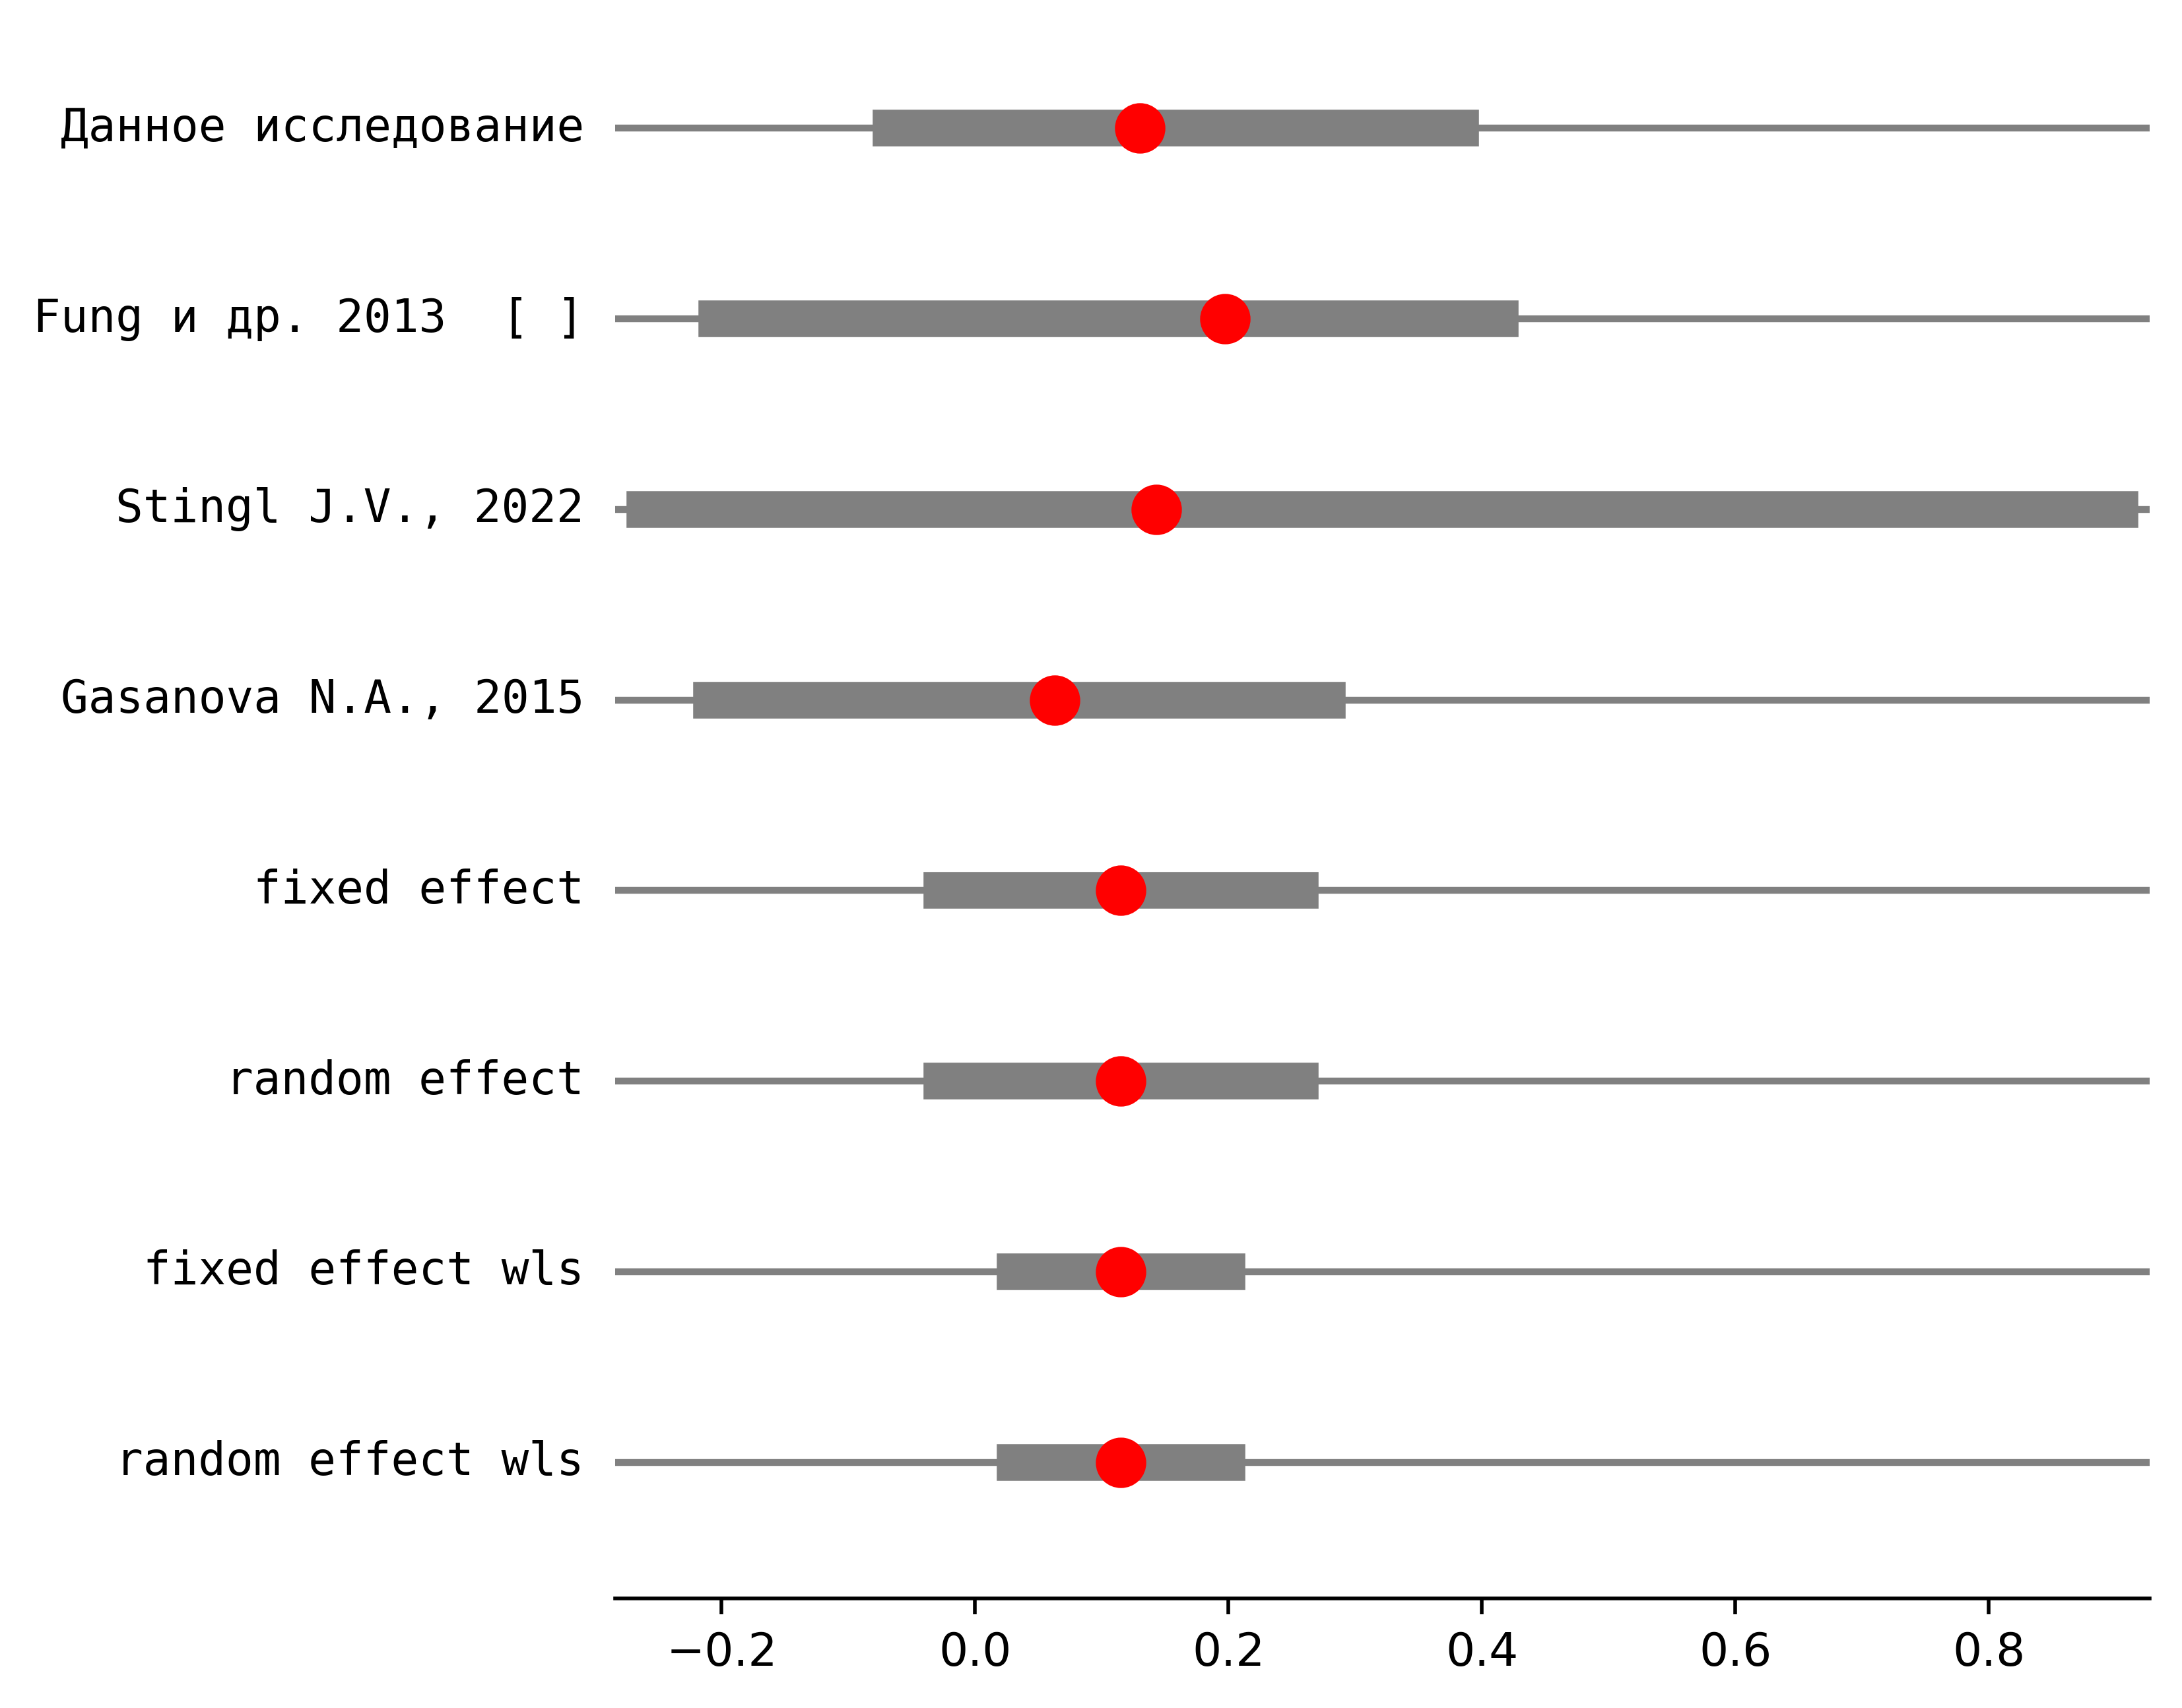 Данное исследование
Fung и др. 2013  [ ]
Stingl J.V., 2022
Gasanova N.A., 2015
fixed effect
random effect
fixed effect wls
random effect wls
−0.2 0.0 0.2 0.4 0.6 0.8